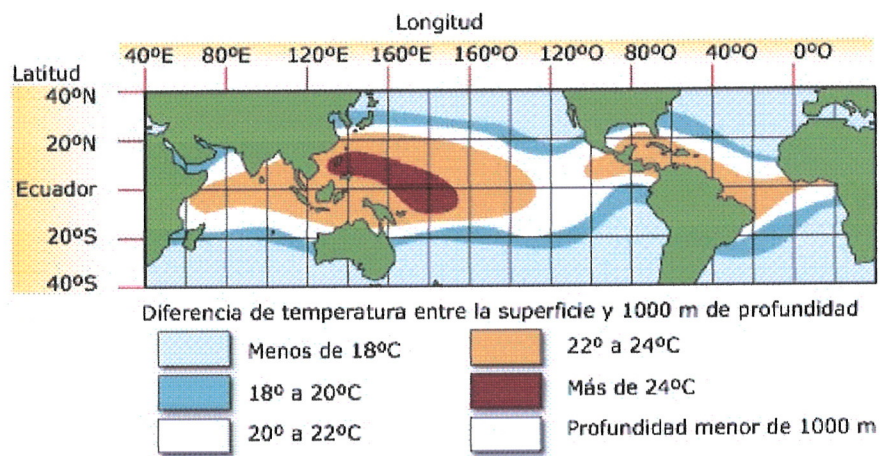 Longitud
40ºE 80ºE 120ºE 160ºE 160ºO 120ºO 80ºO 40ºO 0ºO
Latitud
40ºN
20ºN
Ecuador
20ºS
40ºS
Diferencia de temperatura entre la superficie y 1000 m de profundidad
Menos de 18ºC
18º a 20ºC
20º a 22ºC
22º a 24ºC
Más de 24ºC
Profundidad menor de 1000 m